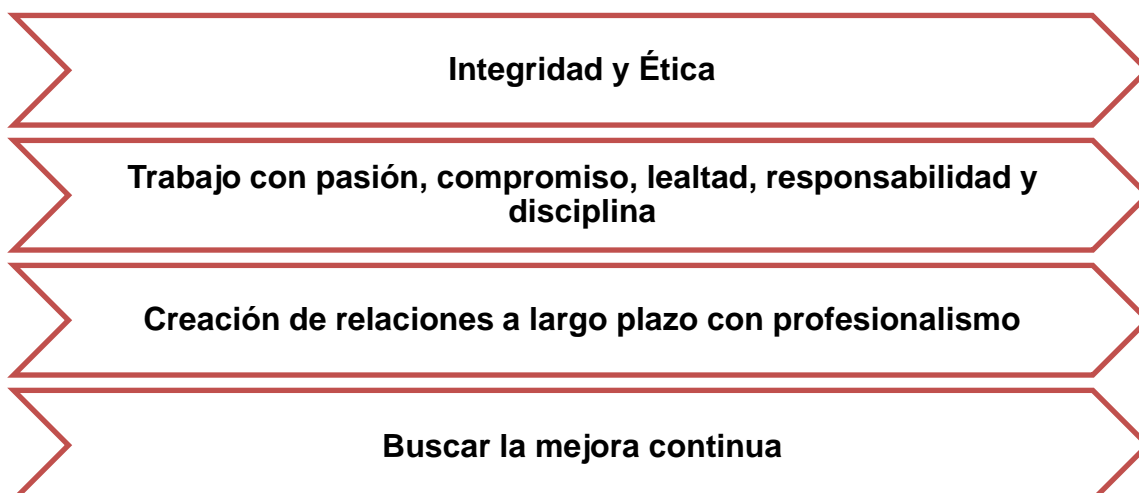 Integridad y Ética
Trabajo con pasión, compromiso, lealtad, responsabilidad y
disciplina
Creación de relaciones a largo plazo con profesionalismo
Buscar la mejora continua